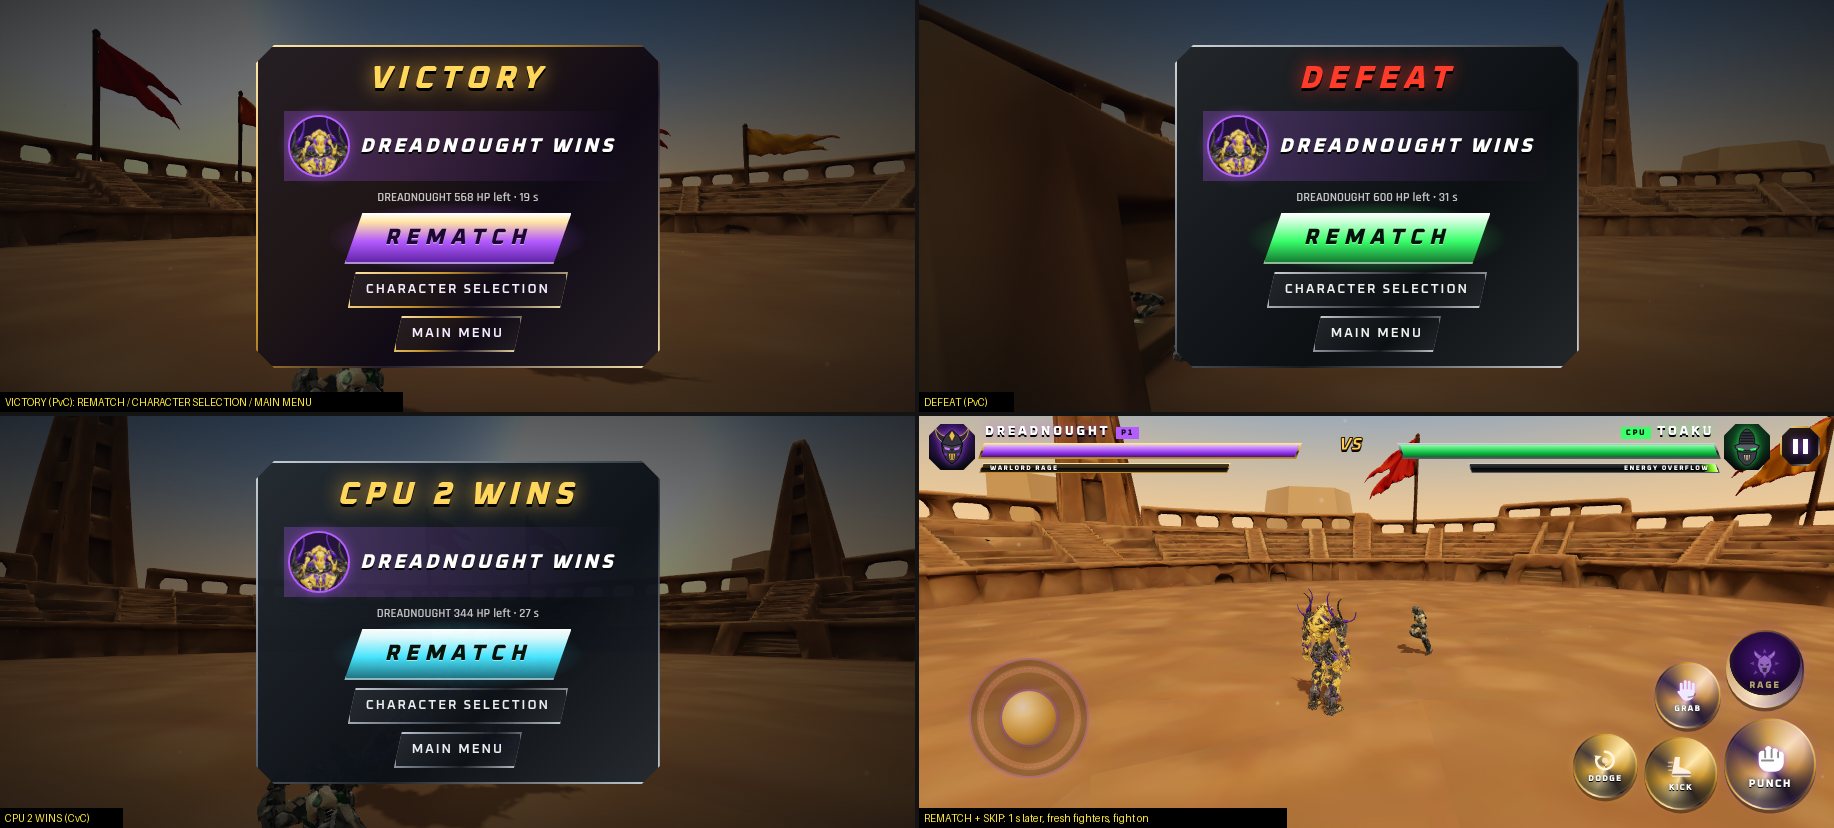 VICTORY
DREADNOUGHT WINS
DREADNOUGHT 568 HP left · 19 s
REMATCH
CHARACTER SELECTION
MAIN MENU
VICTORY (PvC): REMATCH / CHARACTER SELECTION / MAIN MENU
DEFEAT
DREADNOUGHT WINS
DREADNOUGHT 600 HP left · 31 s
REMATCH
CHARACTER SELECTION
MAIN MENU
DEFEAT (PvC)
CPU 2 WINS
DREADNOUGHT WINS
DREADNOUGHT 344 HP left · 27 s
REMATCH
CHARACTER SELECTION
MAIN MENU
CPU 2 WINS (CvC)
DREADNOUGHT P1
VS
CPU TOAKU
WARLORD RAGE
ENERGY OVERFLOW
RAGE
GRAB
DODGE
KICK
PUNCH
REMATCH + SKIP: 1 s later, fresh fighters, fight on